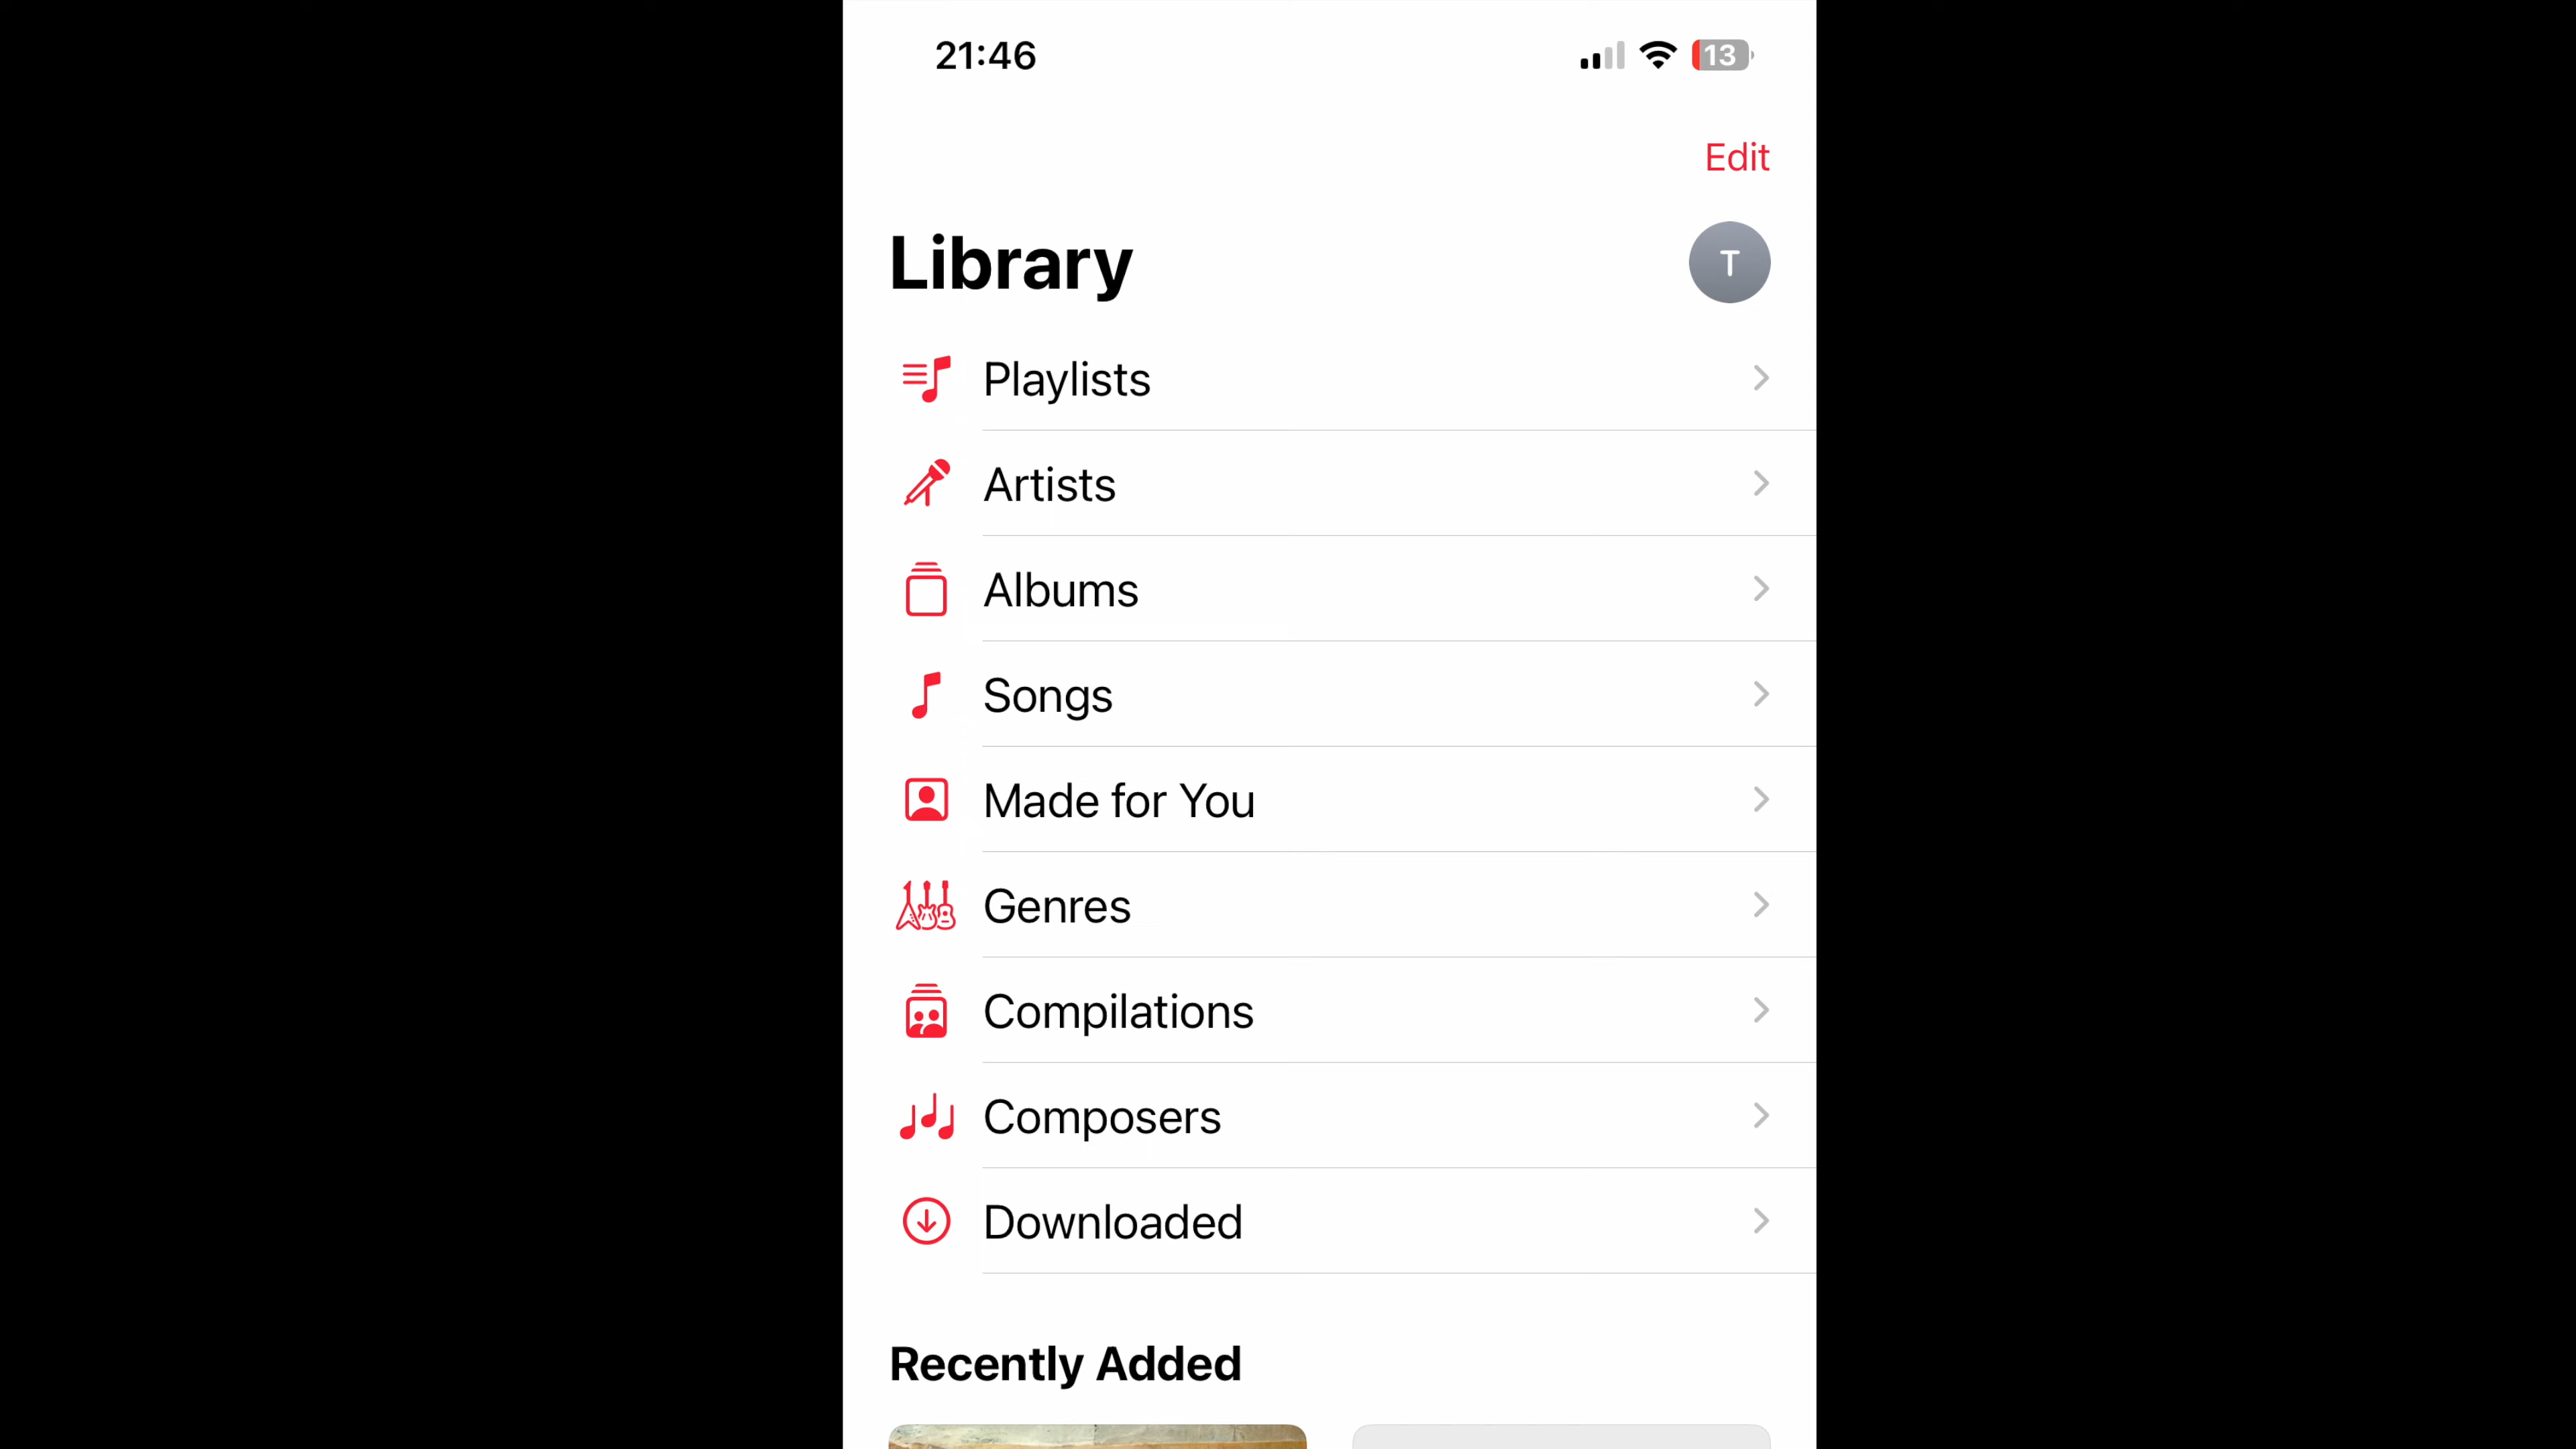 21:46
13
Edit
Library
T
Playlists
Artists
Albums
Songs
Made for You
Genres
Compilations
Composers
Downloaded
Recently Added